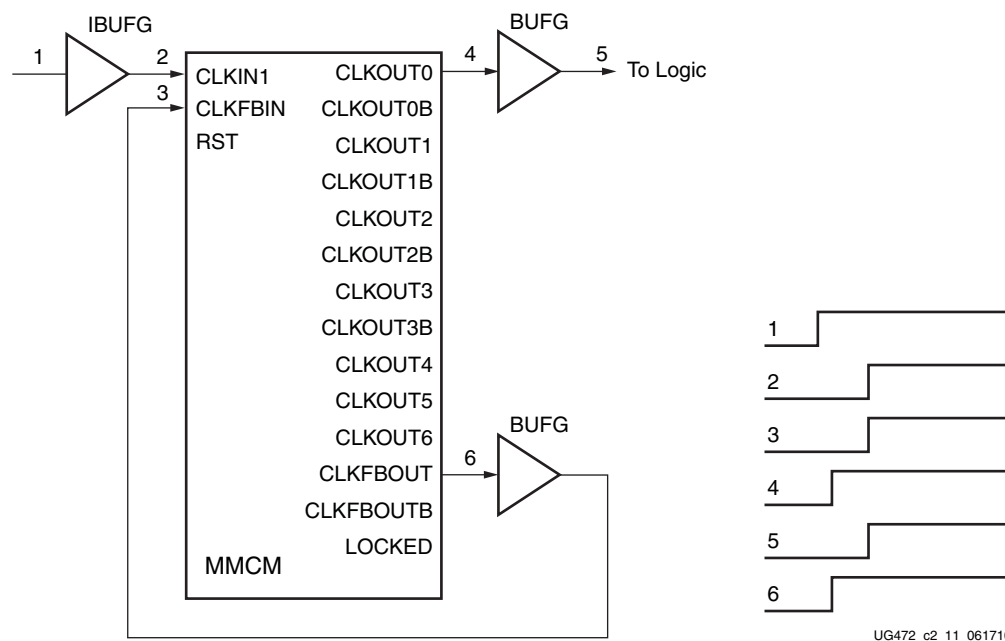 IBUFG
BUFG
1
2
4
5
To Logic
3
CLKIN1
CLKFBIN
RST
CLKOUT0
CLKOUT0B
CLKOUT1
CLKOUT1B
CLKOUT2
CLKOUT2B
CLKOUT3
CLKOUT3B
CLKOUT4
CLKOUT5
CLKOUT6
CLKFBOUT
CLKFBOUTB
LOCKED
MMCM
BUFG
6
1
2
3
4
5
6